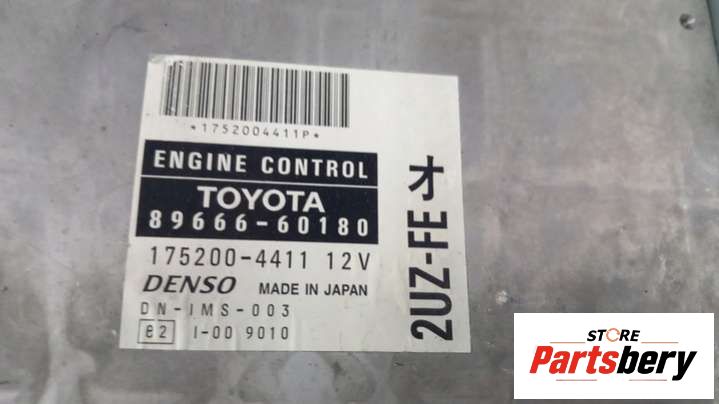 *1752004411P*
ENGINE CONTROL
TOYOTA
89666-60180
175200-4411 12V
DENSO MADE IN JAPAN
DN-IMS-003
e2 I-00 9010
2UZ-FE オ
STORE
Partsbery